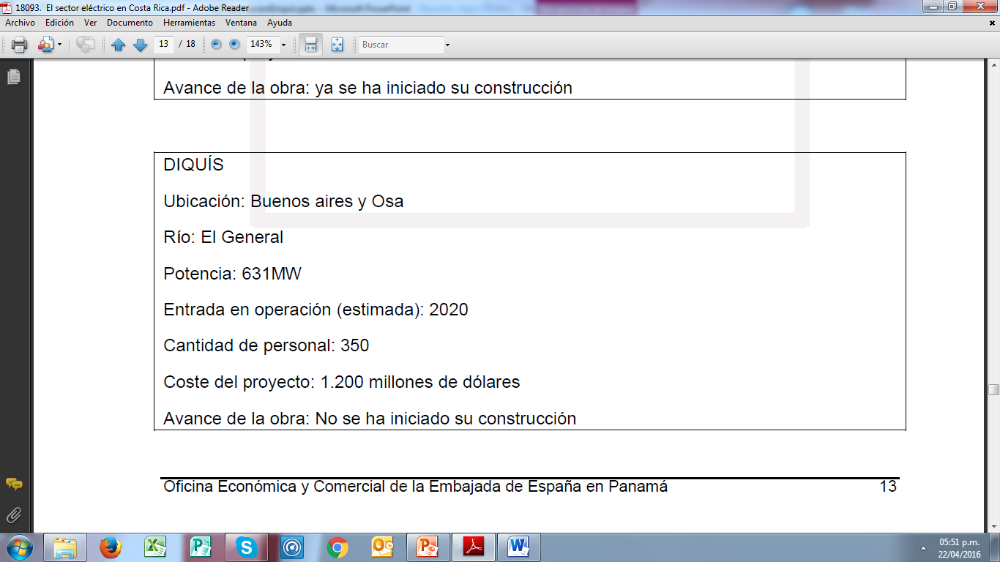 18093. El sector eléctrico en Costa Rica.pdf - Adobe Reader
Archivo Edición Ver Documento Herramientas Ventana Ayuda
13 / 18 143% Buscar
Avance de la obra: ya se ha iniciado su construcción
DIQUÍS
Ubicación: Buenos aires y Osa
Río: El General
Potencia: 631MW
Entrada en operación (estimada): 2020
Cantidad de personal: 350
Coste del proyecto: 1.200 millones de dólares
Avance de la obra: No se ha iniciado su construcción
Oficina Económica y Comercial de la Embajada de España en Panamá 13
05:51 p.m.
22/04/2016